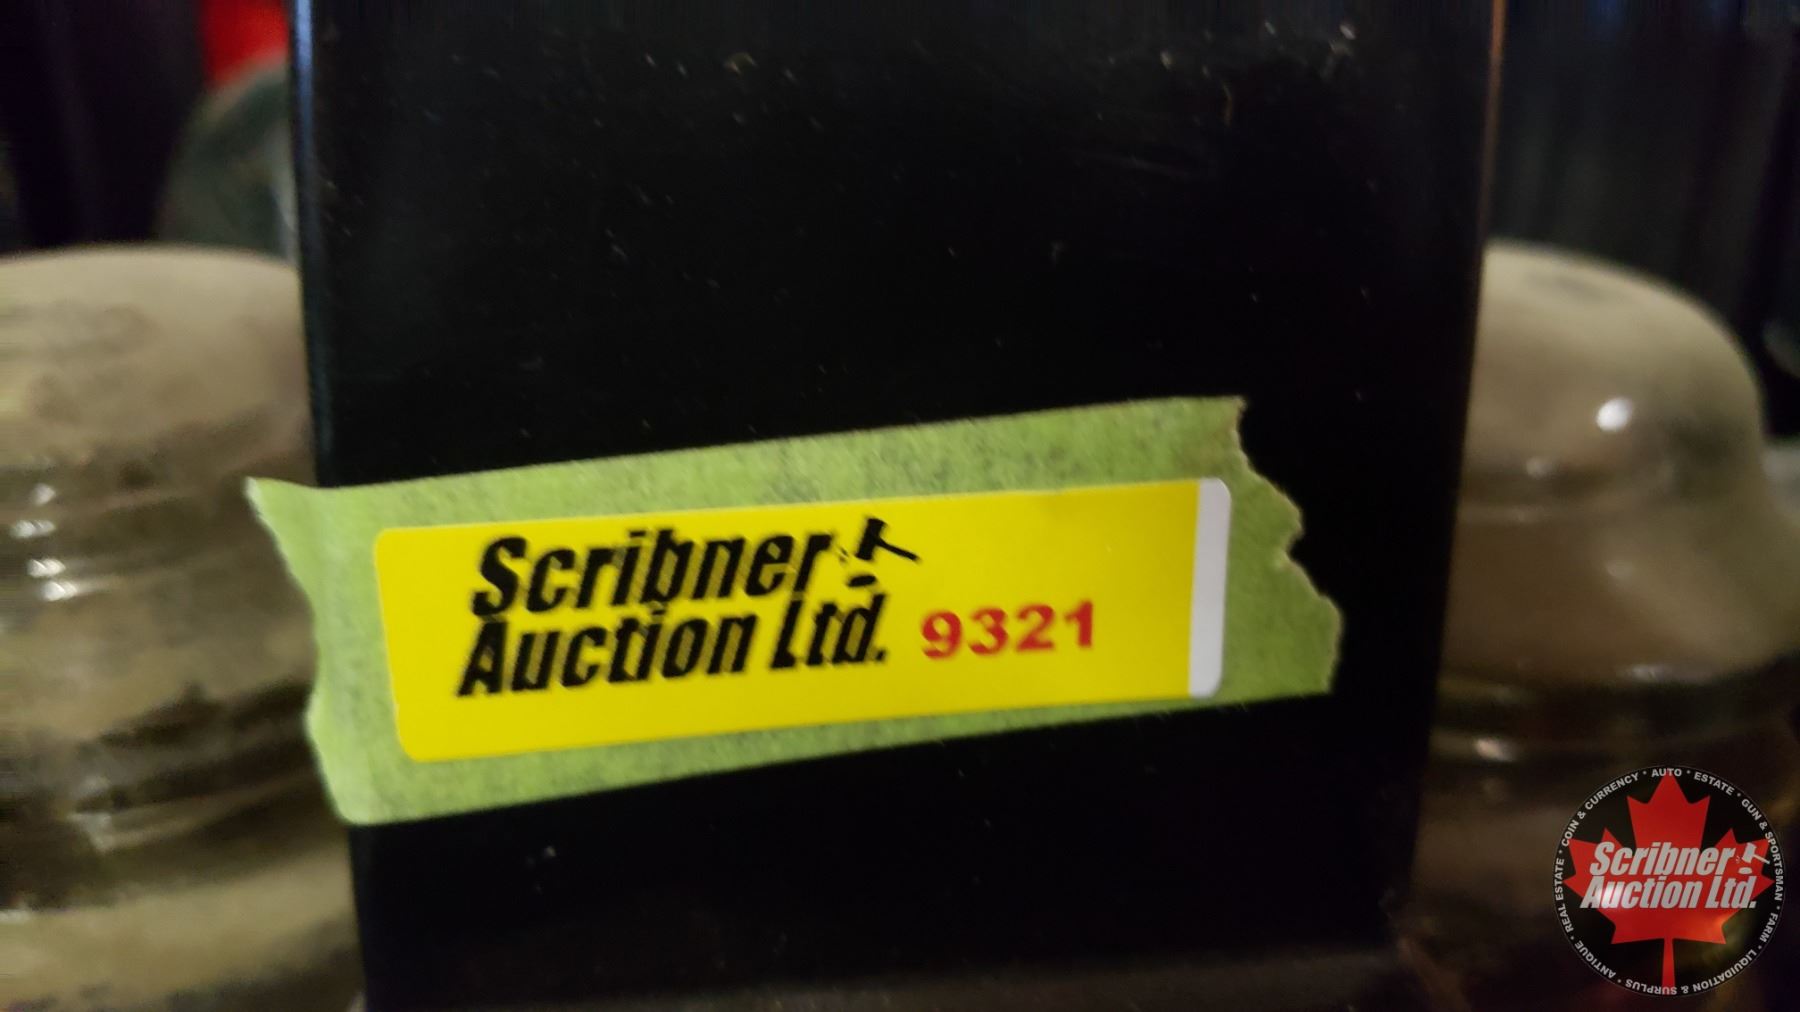 Scribner
Auction Ltd. 9321
COIN & CURRENCY • AUTO • ESTATE • GUN & SPORTSMAN • FARM • LIQUIDATION & SURPLUS • ANTIQUE • REAL ESTATE •
Scribner
Auction Ltd.